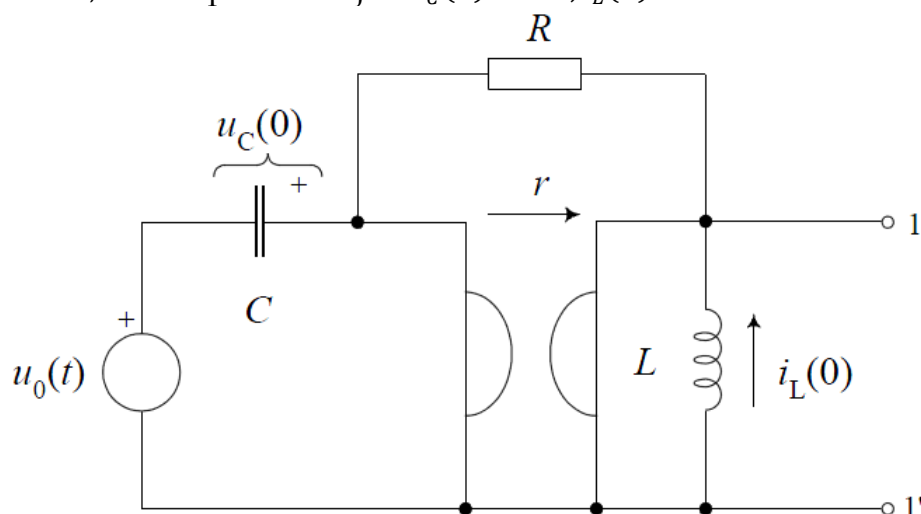 R
u_C(0)
+
r
1
C
+
u_0(t)
L
i_L(0)
1'